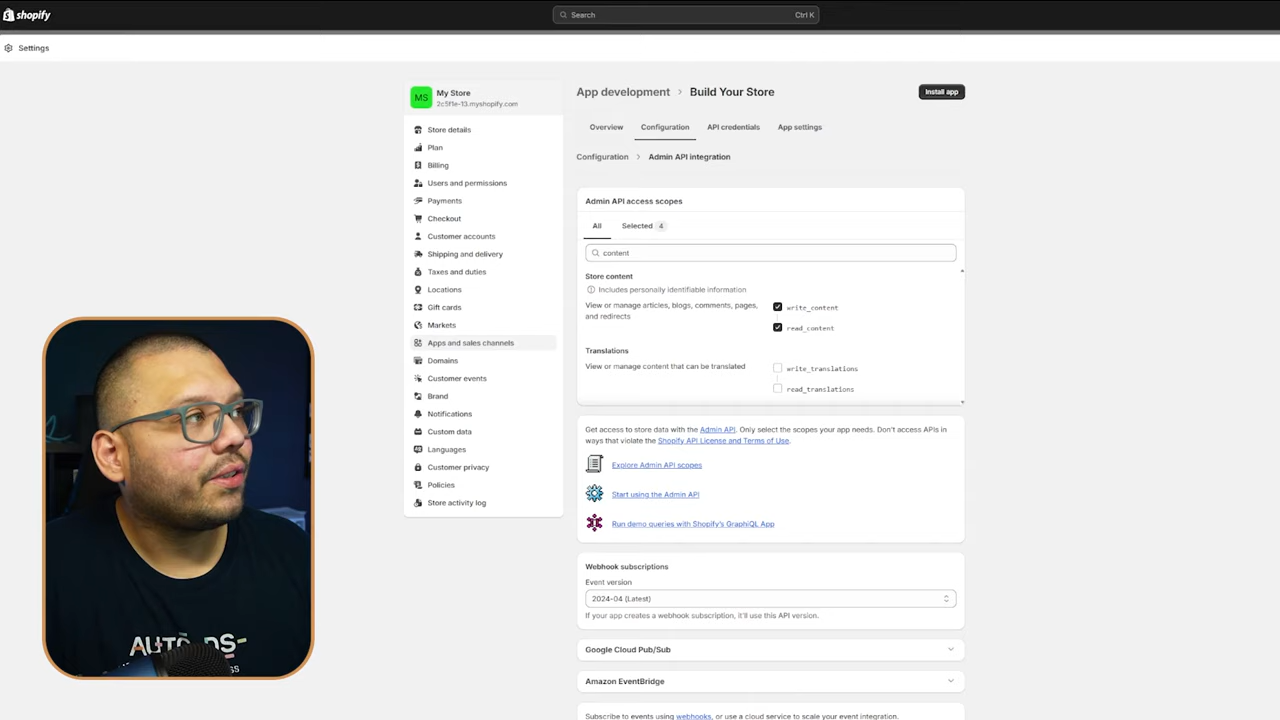 shopify
Search
Ctrl K
Settings
MS
My Store
2c5f1e-13.myshopify.com
Store details
Plan
Billing
Users and permissions
Payments
Checkout
Customer accounts
Shipping and delivery
Taxes and duties
Locations
Gift cards
Markets
Apps and sales channels
Domains
Customer events
Brand
Notifications
Custom data
Languages
Customer privacy
Policies
Store activity log
App development > Build Your Store
Install app
Overview Configuration API credentials App settings
Configuration > Admin API integration
Admin API access scopes
All Selected 4
content
Store content
Includes personally identifiable information
View or manage articles, blogs, comments, pages,
and redirects
write_content
read_content
Translations
View or manage content that can be translated
write_translations
read_translations
Get access to store data with the Admin API. Only select the scopes your app needs. Don't access APIs in
ways that violate the Shopify API License and Terms of Use.
Explore Admin API scopes
Start using the Admin API
Run demo queries with Shopify's GraphiQL App
Webhook subscriptions
Event version
2024-04 (Latest)
If your app creates a webhook subscription, it'll use this API version.
Google Cloud Pub/Sub
Amazon EventBridge
Subscribe to events using webhooks, or use a cloud service to scale your event integration.